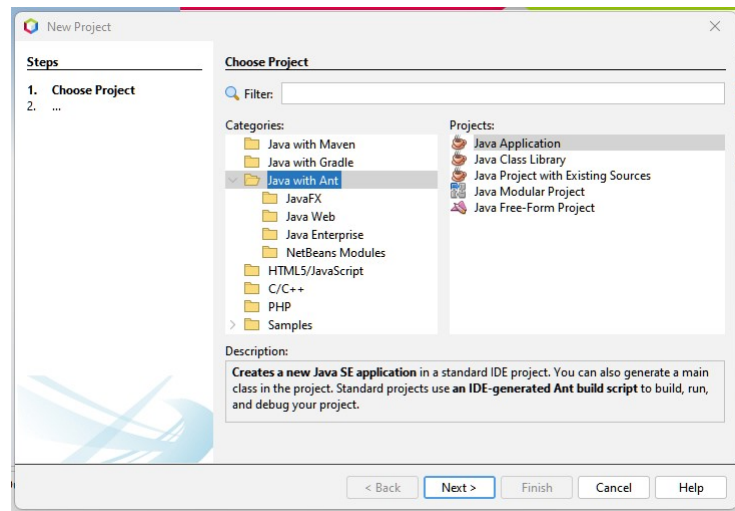 New Project
Steps
1. Choose Project
2. ...
Choose Project
Filter:
Categories:
Java with Maven
Java with Gradle
Java with Ant
JavaFX
Java Web
Java Enterprise
NetBeans Modules
HTML5/JavaScript
C/C++
PHP
Samples
Projects:
Java Application
Java Class Library
Java Project with Existing Sources
Java Modular Project
Java Free-Form Project
Description:
Creates a new Java SE application in a standard IDE project. You can also generate a main
class in the project. Standard projects use an IDE-generated Ant build script to build, run,
and debug your project.
< Back Next > Finish Cancel Help